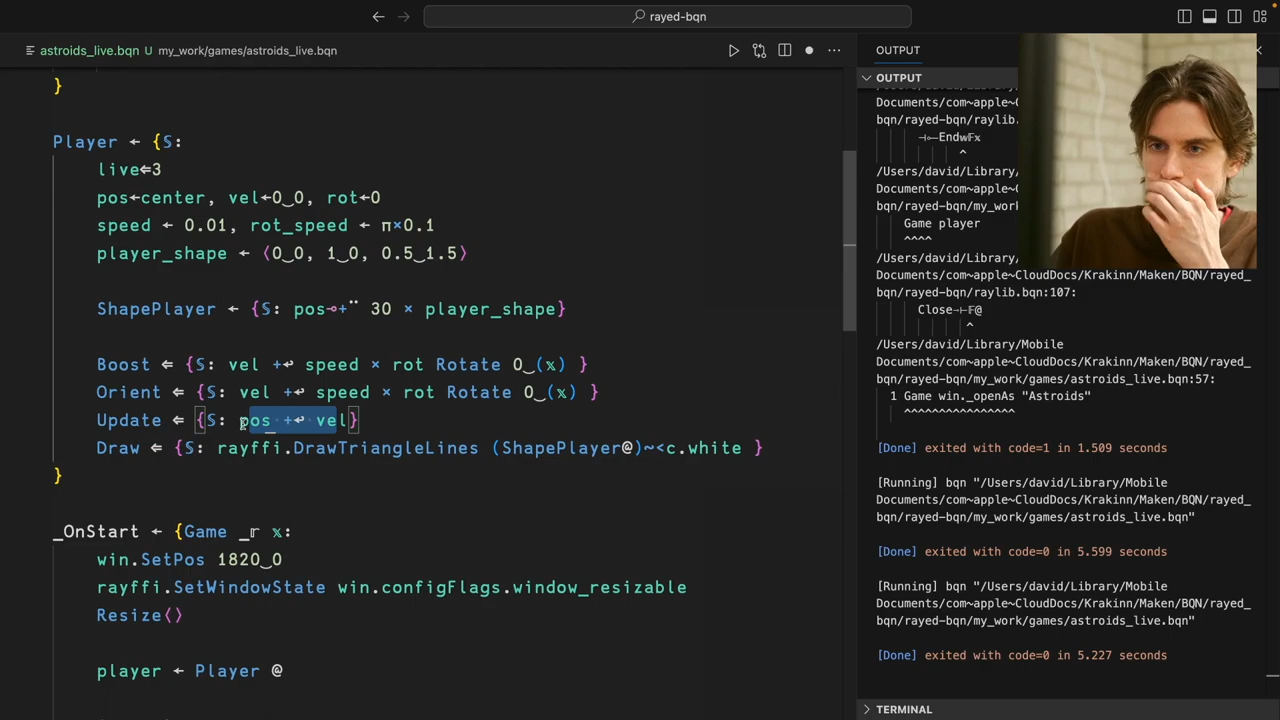 rayed-bqn
astroids_live.bqn U my_work/games/astroids_live.bqn
}
Player ← {𝕊:
live⇐3
pos←center, vel←0‿0, rot←0
speed ← 0.01, rot_speed ← π×0.1
player_shape ← ⟨0‿0, 1‿0, 0.5‿1.5⟩
ShapePlayer ← {𝕊: pos⊸+¨ 30 × player_shape}
Boost ⇐ {𝕊: vel +↩ speed × rot Rotate 0‿(𝕩) }
Orient ⇐ {𝕊: vel +↩ speed × rot Rotate 0‿(𝕩) }
Update ⇐ {𝕊: pos +↩ vel}
Draw ⇐ {𝕊: rayffi.DrawTriangleLines (ShapePlayer@)∾<c.white }
}
_OnStart ← {Game _𝕣 𝕩:
win.SetPos 1820‿0
rayffi.SetWindowState win.configFlags.window_resizable
Resize⟨⟩
player ← Player @
OUTPUT
OUTPUT
Documents/com~apple~C
bqn/rayed-bqn/raylib.
⊣⟜End𝕨𝔽𝕩
^
/Users/david/Library/
Documents/com~apple~C
bqn/rayed-bqn/my_work
Game player
^^^^
/Users/david/Library/
Documents/com~apple~CloudDocs/Krakinn/Maken/BQN/rayed_
bqn/rayed-bqn/raylib.bqn:107:
Close⊸⊢𝔽@
^
/Users/david/Library/Mobile
Documents/com~apple~CloudDocs/Krakinn/Maken/BQN/rayed_
bqn/rayed-bqn/my_work/games/astroids_live.bqn:57:
1 Game win._openAs "Astroids"
^^^^^^^^^^^^^^^^
[Done] exited with code=1 in 1.509 seconds
[Running] bqn "/Users/david/Library/Mobile
Documents/com~apple~CloudDocs/Krakinn/Maken/BQN/rayed_
bqn/rayed-bqn/my_work/games/astroids_live.bqn"
[Done] exited with code=0 in 5.599 seconds
[Running] bqn "/Users/david/Library/Mobile
Documents/com~apple~CloudDocs/Krakinn/Maken/BQN/rayed_
bqn/rayed-bqn/my_work/games/astroids_live.bqn"
[Done] exited with code=0 in 5.227 seconds
TERMINAL